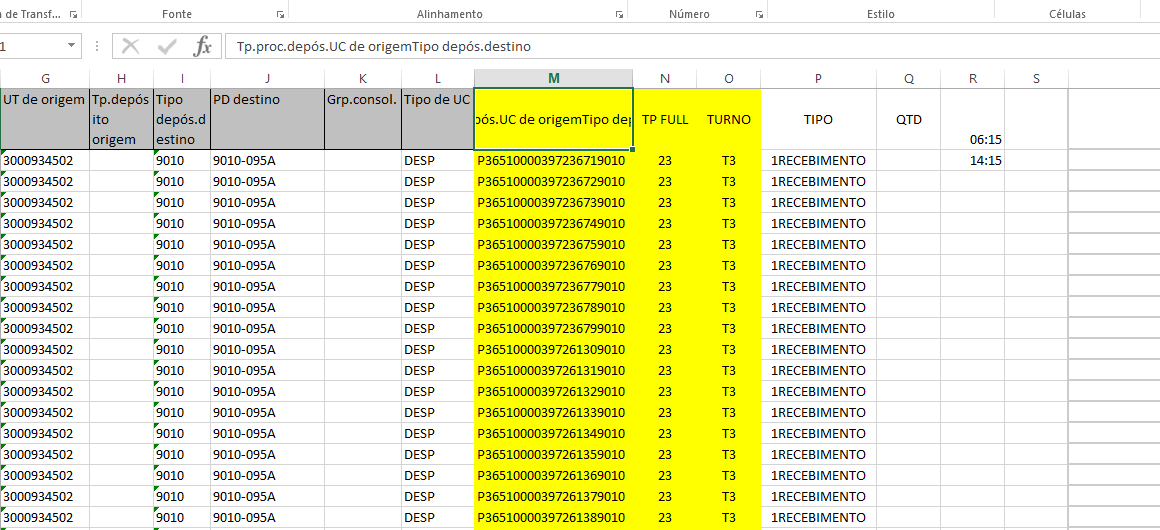 a de Transf... Fonte Alinhamento Número Estilo Células
1 fx Tp.proc.depós.UC de origemTipo depós.destino
G H I J K L M N O P Q R S
UT de origem Tp.depós Tipo PD destino Grp.consol. Tipo de UC
ito depós.d pós.UC de origemTipo dep TP FULL TURNO TIPO QTD
origem estino 06:15
3000934502 9010 9010-095A DESP P36510000397236719010 23 T3 1RECEBIMENTO 14:15
3000934502 9010 9010-095A DESP P36510000397236729010 23 T3 1RECEBIMENTO
3000934502 9010 9010-095A DESP P36510000397236739010 23 T3 1RECEBIMENTO
3000934502 9010 9010-095A DESP P36510000397236749010 23 T3 1RECEBIMENTO
3000934502 9010 9010-095A DESP P36510000397236759010 23 T3 1RECEBIMENTO
3000934502 9010 9010-095A DESP P36510000397236769010 23 T3 1RECEBIMENTO
3000934502 9010 9010-095A DESP P36510000397236779010 23 T3 1RECEBIMENTO
3000934502 9010 9010-095A DESP P36510000397236789010 23 T3 1RECEBIMENTO
3000934502 9010 9010-095A DESP P36510000397236799010 23 T3 1RECEBIMENTO
3000934502 9010 9010-095A DESP P36510000397261309010 23 T3 1RECEBIMENTO
3000934502 9010 9010-095A DESP P36510000397261319010 23 T3 1RECEBIMENTO
3000934502 9010 9010-095A DESP P36510000397261329010 23 T3 1RECEBIMENTO
3000934502 9010 9010-095A DESP P36510000397261339010 23 T3 1RECEBIMENTO
3000934502 9010 9010-095A DESP P36510000397261349010 23 T3 1RECEBIMENTO
3000934502 9010 9010-095A DESP P36510000397261359010 23 T3 1RECEBIMENTO
3000934502 9010 9010-095A DESP P36510000397261369010 23 T3 1RECEBIMENTO
3000934502 9010 9010-095A DESP P36510000397261379010 23 T3 1RECEBIMENTO
3000934502 9010 9010-095A DESP P36510000397261389010 23 T3 1RECEBIMENTO